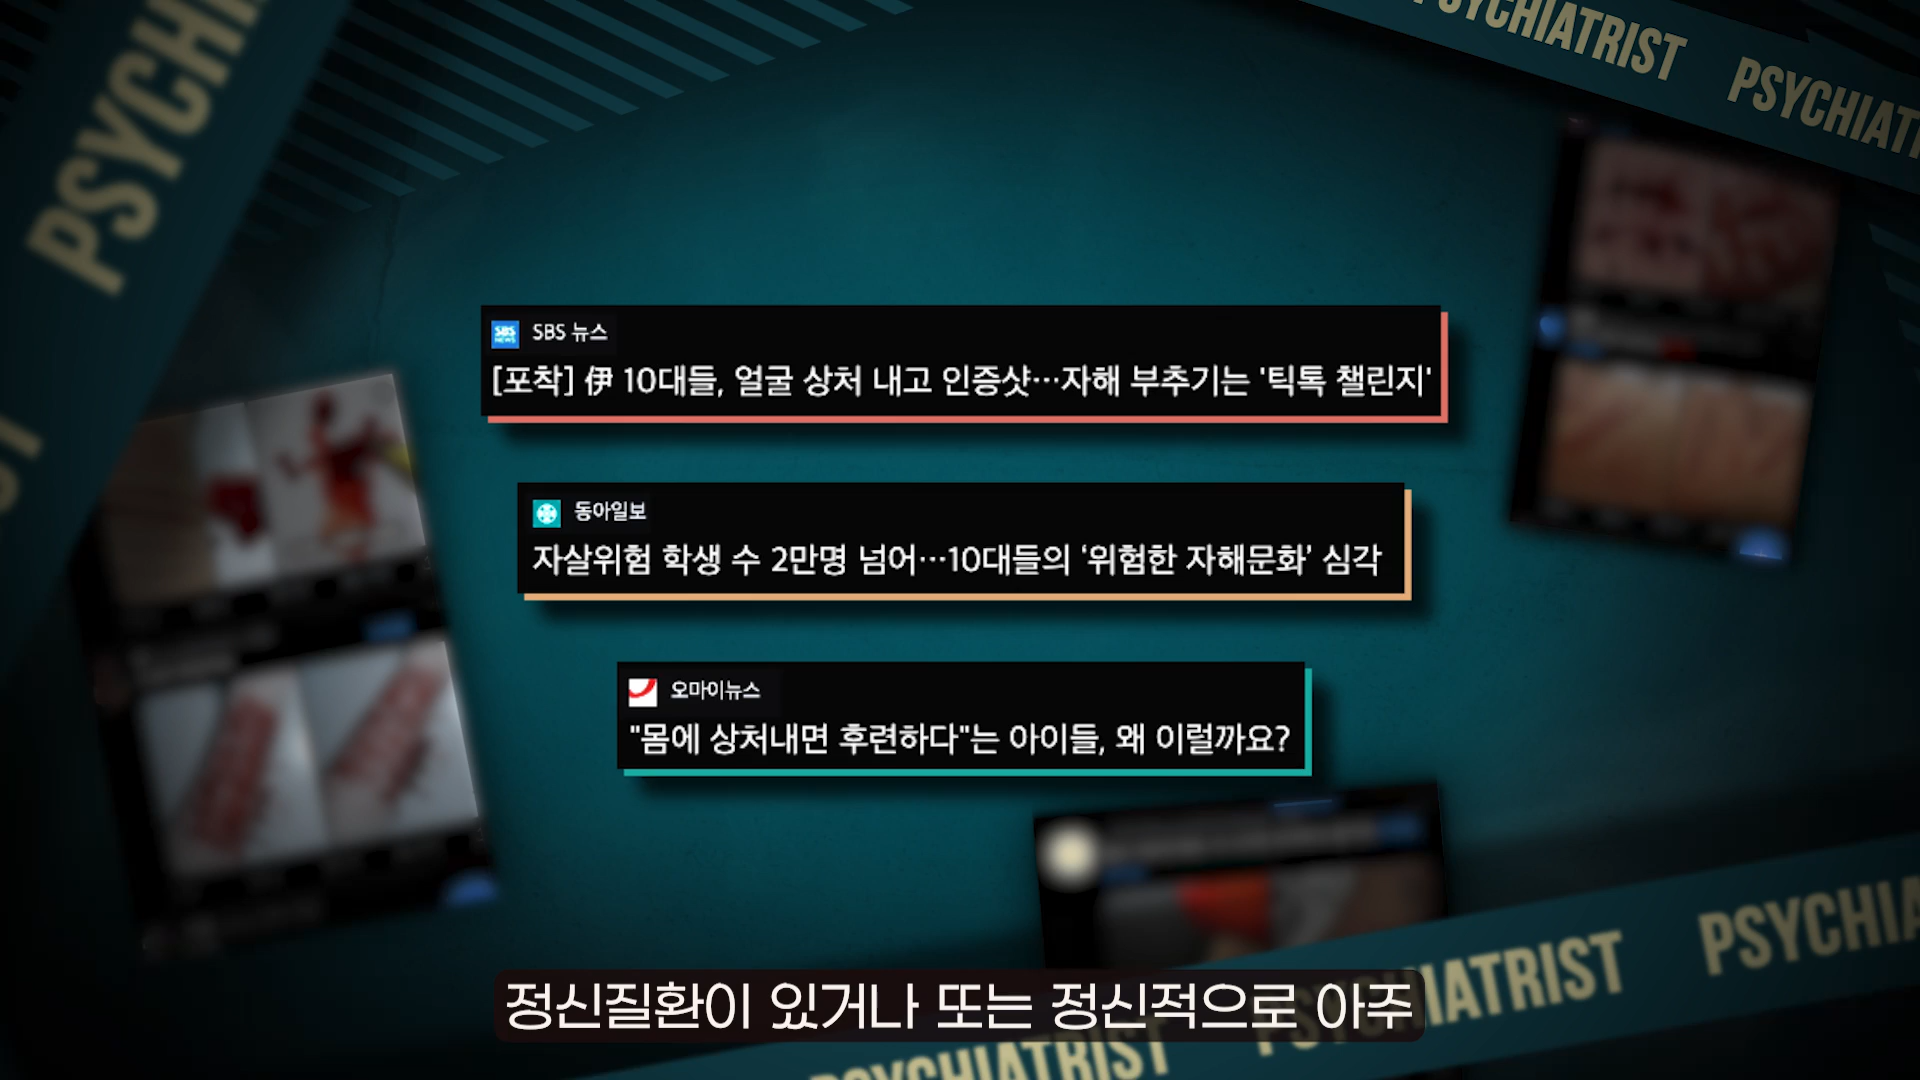 PSYCHIATRIST
PSYCHIAT
PSYCHI
SBS 뉴스
[포착] 伊 10대들, 얼굴 상처 내고 인증샷…자해 부추기는 '틱톡 챌린지'
동아일보
자살위험 학생 수 2만명 넘어…10대들의 ‘위험한 자해문화’ 심각
오마이뉴스
"몸에 상처내면 후련하다"는 아이들, 왜 이럴까요?
정신질환이 있거나 또는 정신적으로 아주
PSYCHIATRIST
PSYCHIATRIST
PSYCHIA